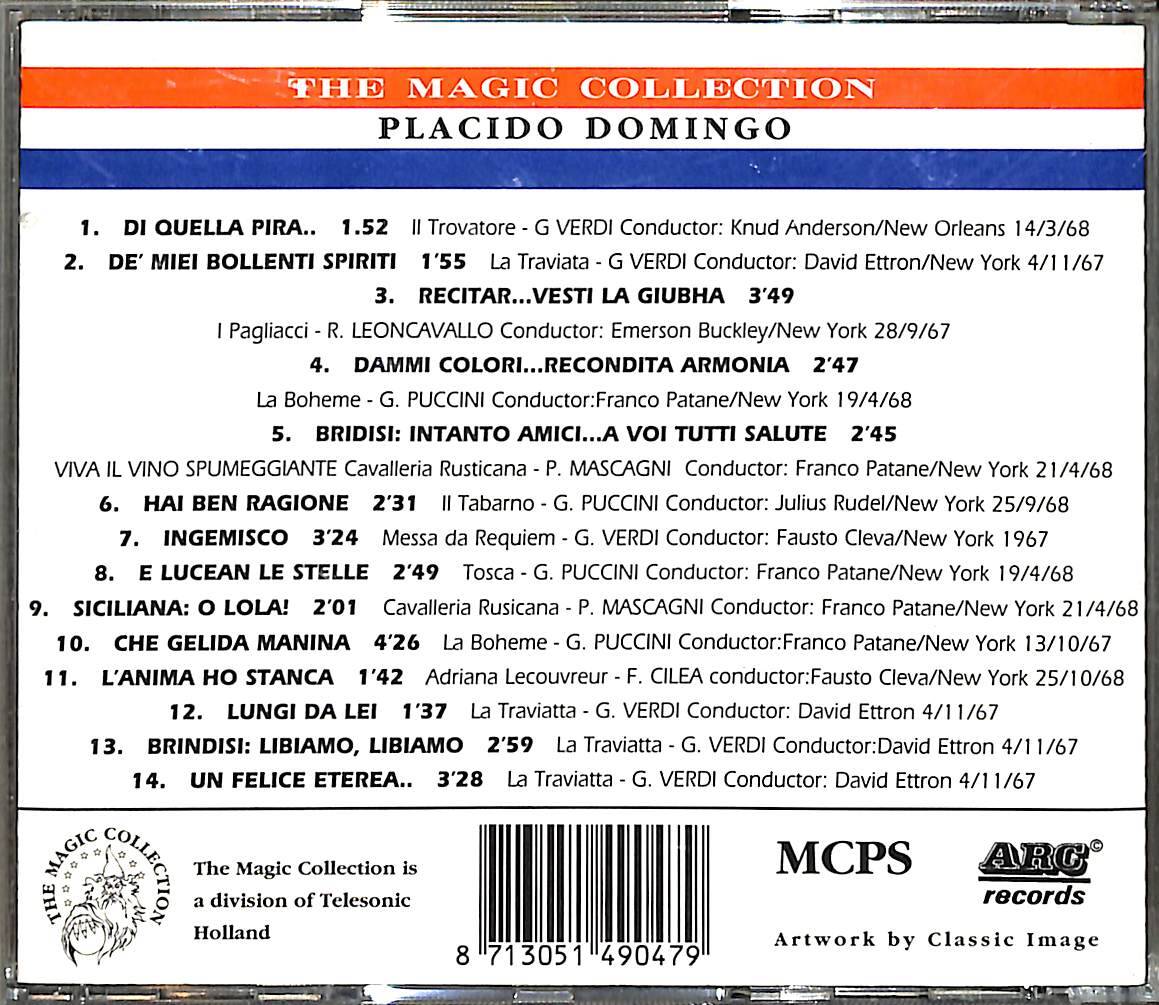 THE MAGIC COLLECTION
PLACIDO DOMINGO
1. DI QUELLA PIRA.. 1.52 Il Trovatore - G VERDI Conductor: Knud Anderson/New Orleans 14/3/68
2. DE' MIEI BOLLENTI SPIRITI 1'55 La Traviata - G VERDI Conductor: David Ettron/New York 4/11/67
3. RECITAR...VESTI LA GIUBHA 3'49
I Pagliacci - R. LEONCAVALLO Conductor: Emerson Buckley/New York 28/9/67
4. DAMMI COLORI...RECONDITA ARMONIA 2'47
La Boheme - G. PUCCINI Conductor:Franco Patane/New York 19/4/68
5. BRIDISI: INTANTO AMICI...A VOI TUTTI SALUTE 2'45
VIVA IL VINO SPUMEGGIANTE Cavalleria Rusticana - P. MASCAGNI Conductor: Franco Patane/New York 21/4/68
6. HAI BEN RAGIONE 2'31 Il Tabarno - G. PUCCINI Conductor: Julius Rudel/New York 25/9/68
7. INGEMISCO 3'24 Messa da Requiem - G. VERDI Conductor: Fausto Cleva/New York 1967
8. E LUCEAN LE STELLE 2'49 Tosca - G. PUCCINI Conductor: Franco Patane/New York 19/4/68
9. SICILIANA: O LOLA! 2'01 Cavalleria Rusicana - P. MASCAGNI Conductor: Franco Patane/New York 21/4/68
10. CHE GELIDA MANINA 4'26 La Boheme - G. PUCCINI Conductor:Franco Patane/New York 13/10/67
11. L'ANIMA HO STANCA 1'42 Adriana Lecouvreur - F. CILEA conductor:Fausto Cleva/New York 25/10/68
12. LUNGI DA LEI 1'37 La Traviatta - G. VERDI Conductor: David Ettron 4/11/67
13. BRINDISI: LIBIAMO, LIBIAMO 2'59 La Traviatta - G. VERDI Conductor:David Ettron 4/11/67
14. UN FELICE ETEREA.. 3'28 La Traviatta - G. VERDI Conductor: David Ettron 4/11/67
THE MAGIC COLLECTION
The Magic Collection is
a division of Telesonic
Holland
8 713051 490479
MCPS
ARC ©
records
Artwork by Classic Image